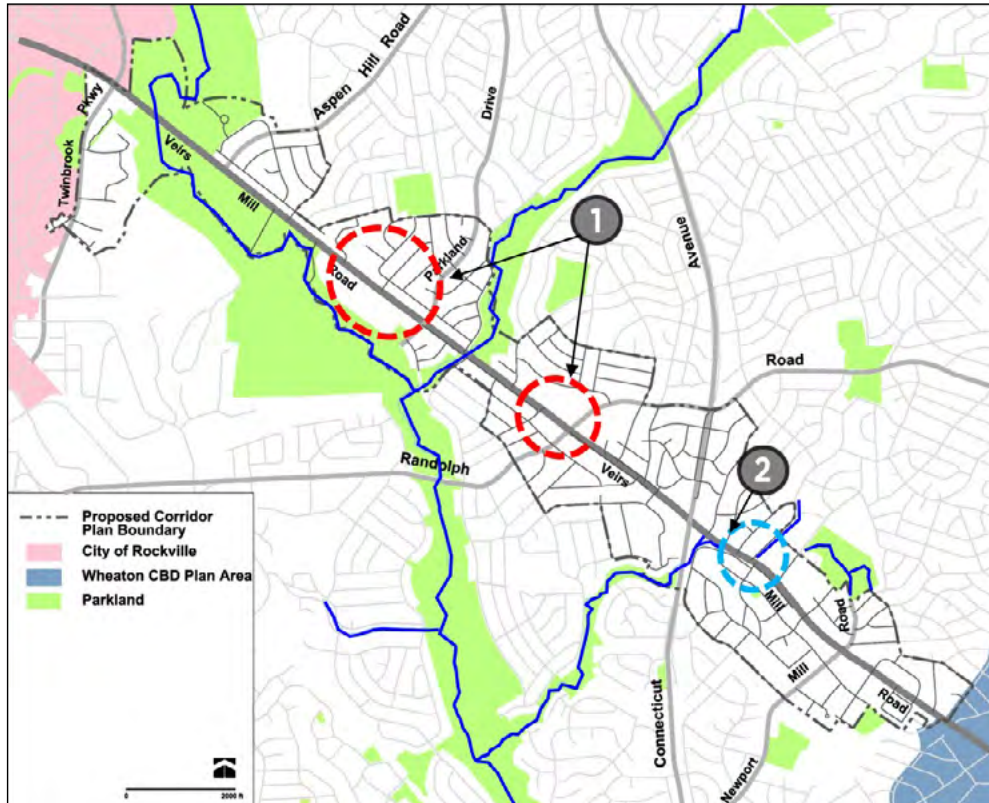 Aspen Hill Road
Pkwy
Twinbrook
Drive
Veirs
Mill
1
Parkland
Road
Avenue
Road
Randolph
Veirs
2
Proposed Corridor
Plan Boundary
City of Rockville
Wheaton CBD Plan Area
Parkland
Mill
Road
Mill
Road
Connecticut
Newport
0
2000 ft